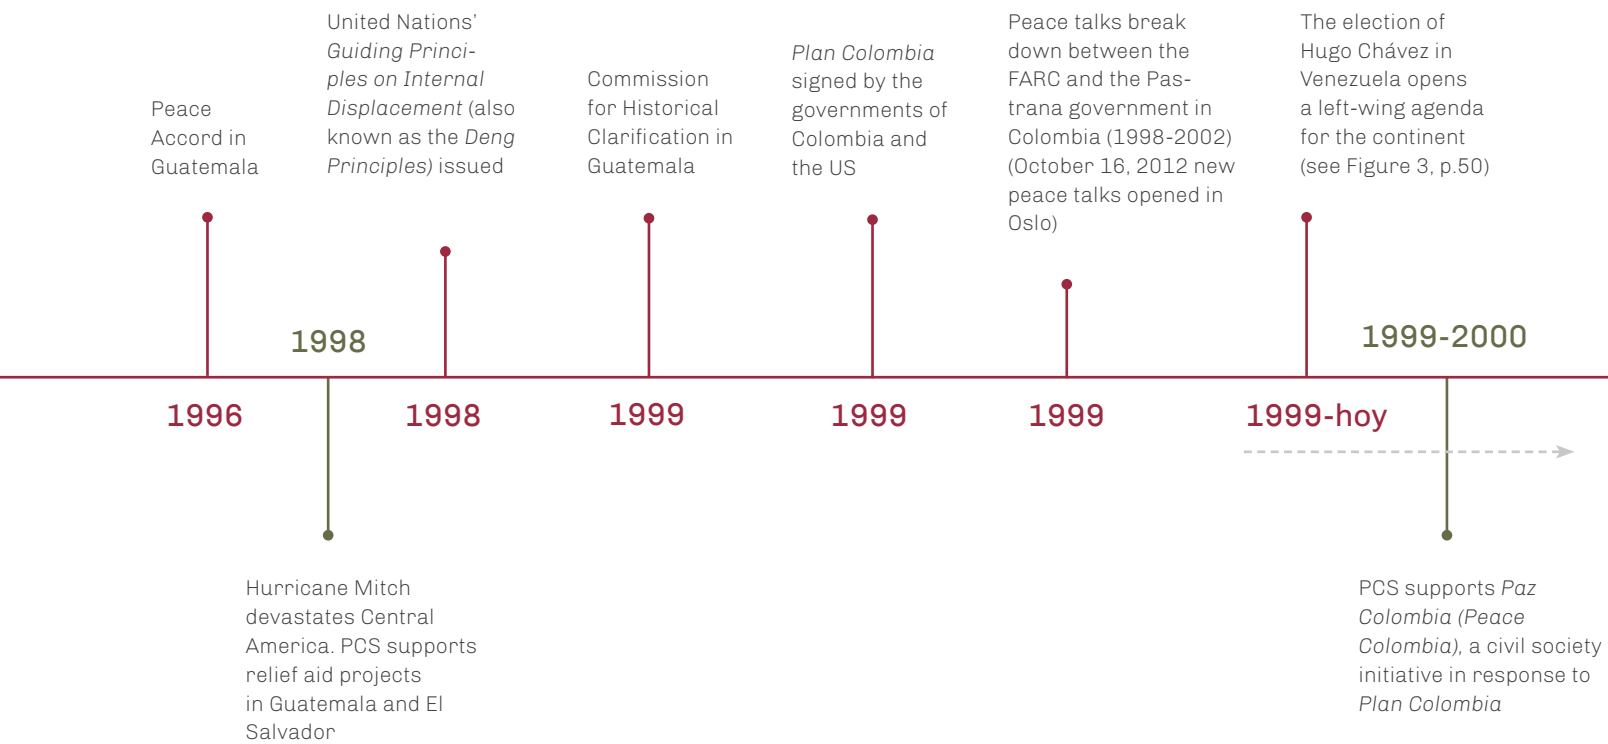 Peace
Accord in
Guatemala
United Nations'
Guiding Princi-
ples on Internal
Displacement (also
known as the Deng
Principles) issued
Commission
for Historical
Clarification in
Guatemala
Plan Colombia
signed by the
governments of
Colombia and
the US
Peace talks break
down between the
FARC and the Pas-
trana government in
Colombia (1998-2002)
(October 16, 2012 new
peace talks opened in
Oslo)
The election of
Hugo Chávez in
Venezuela opens
a left-wing agenda
for the continent
(see Figure 3, p.50)
1998
1999-2000
1996
1998
1999
1999
1999
1999-hoy
Hurricane Mitch
devastates Central
America. PCS supports
relief aid projects
in Guatemala and El
Salvador
PCS supports Paz
Colombia (Peace
Colombia), a civil society
initiative in response to
Plan Colombia